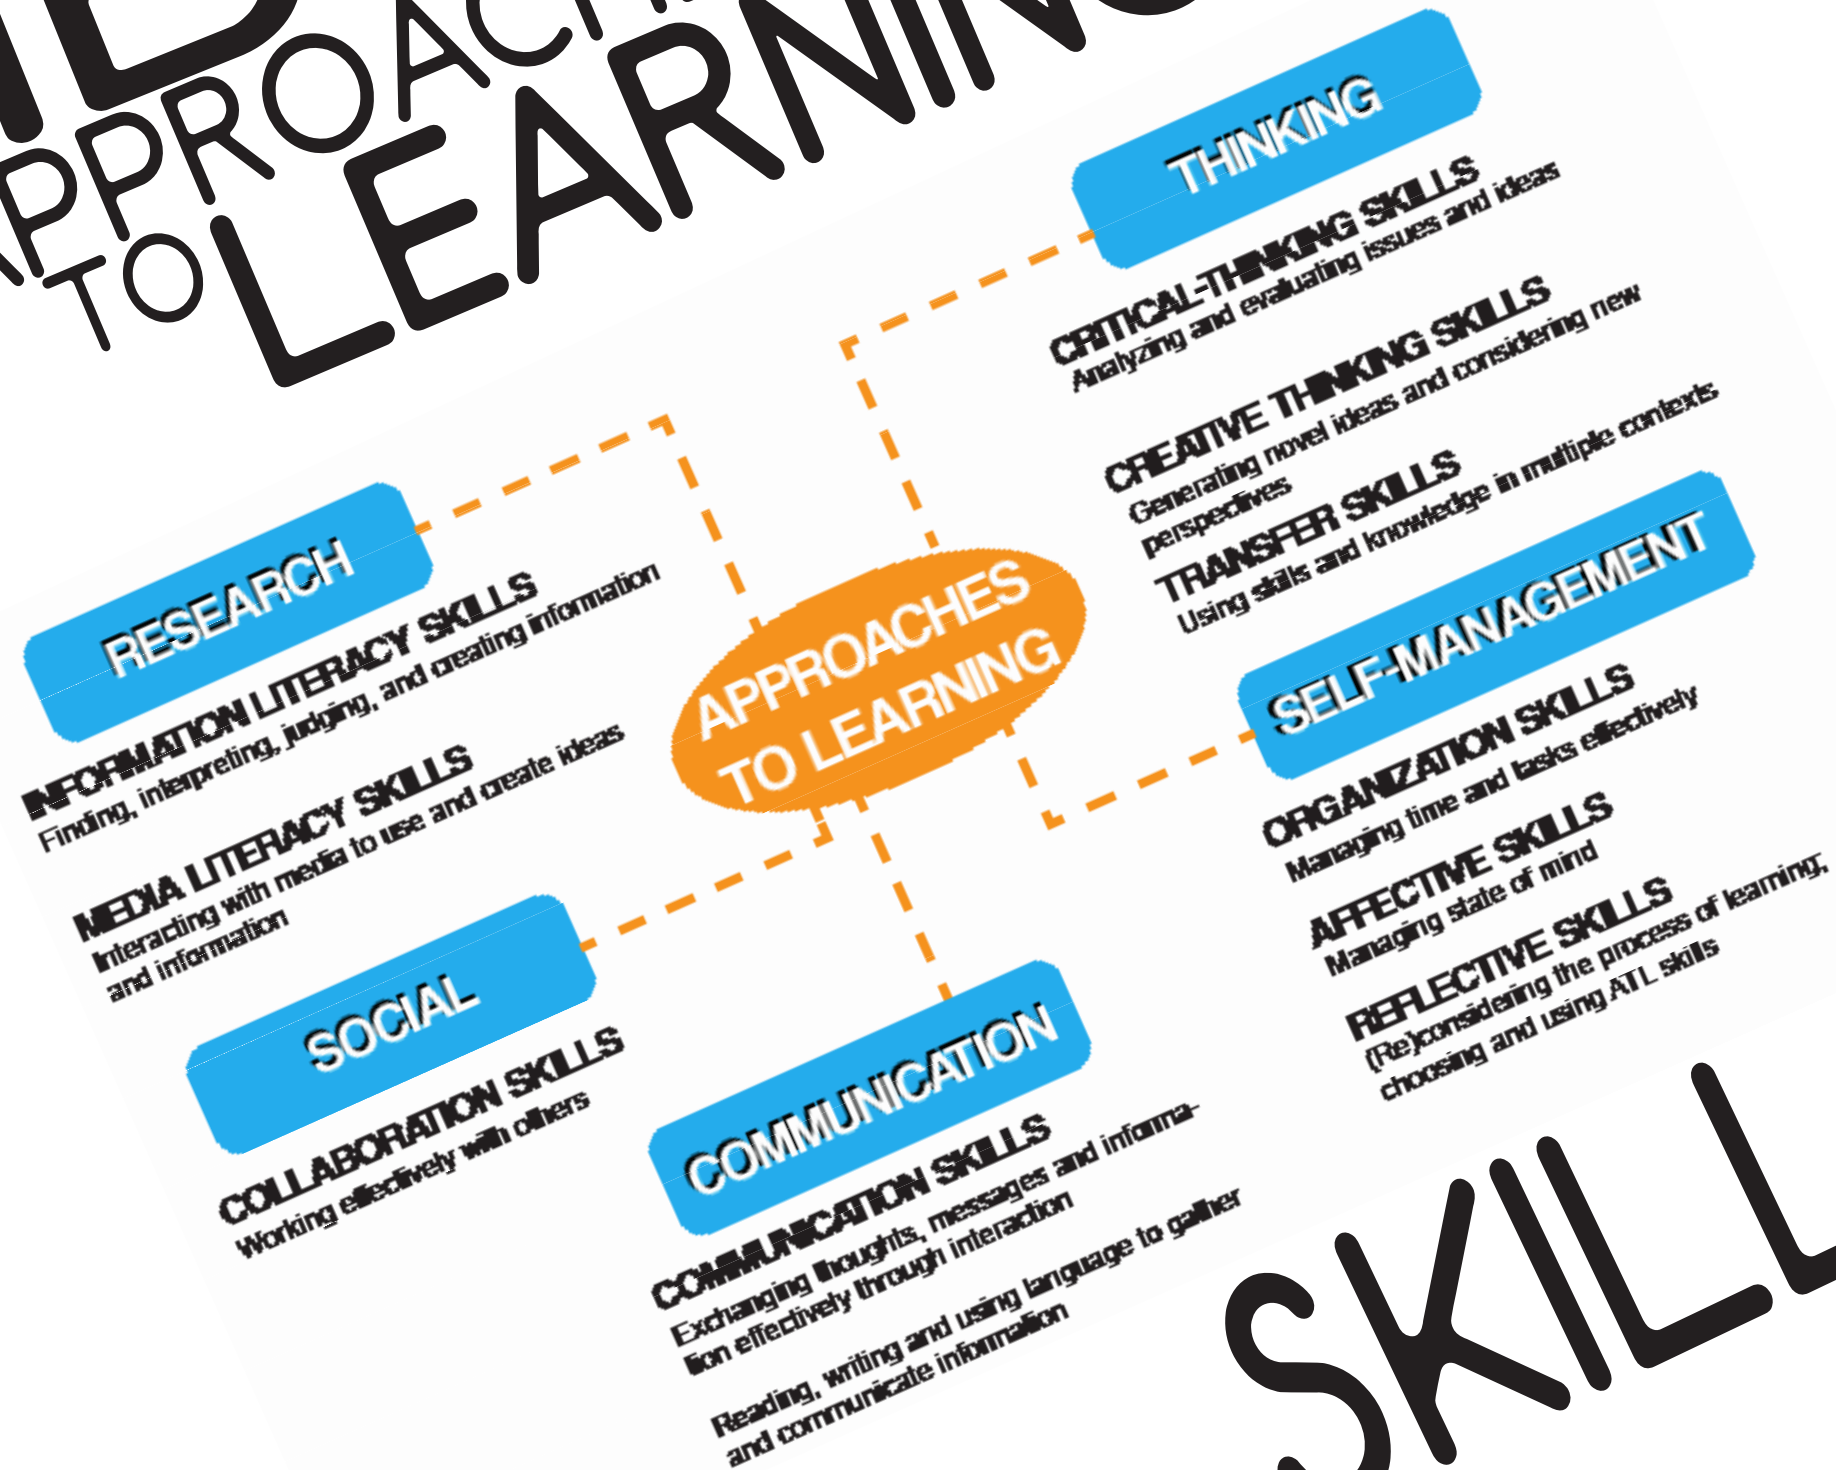 IB
APPROACHES
TO LEARNING
THINKING
CRITICAL-THINKING SKILLS
Analyzing and evaluating issues and ideas
CREATIVE THINKING SKILLS
Generating novel ideas and considering new
perspectives
TRANSFER SKILLS
Using skills and knowledge in multiple contexts
RESEARCH
INFORMATION LITERACY SKILLS
Finding, interpreting, judging, and creating information
MEDIA LITERACY SKILLS
Interacting with media to use and create ideas
and information
APPROACHES
TO LEARNING
SELF-MANAGEMENT
ORGANIZATION SKILLS
Managing time and tasks effectively
AFFECTIVE SKILLS
Managing state of mind
REFLECTIVE SKILLS
(Re)considering the process of learning;
choosing and using ATL skills
SOCIAL
COLLABORATION SKILLS
Working effectively with others
COMMUNICATION
COMMUNICATION SKILLS
Exchanging thoughts, messages and informa-
tion effectively through interaction
Reading, writing and using language to gather
and communicate information
SKILL